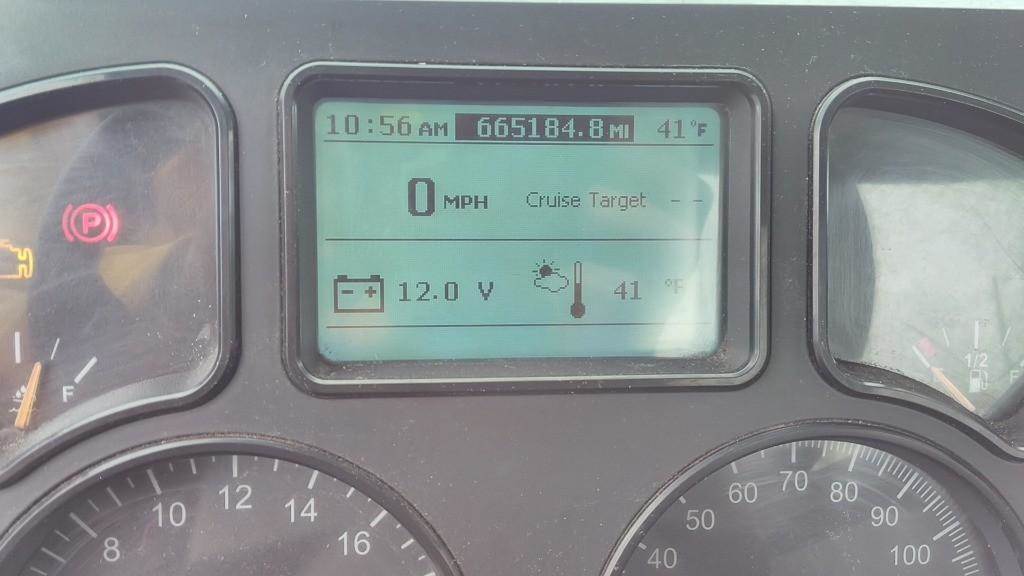 10:56 AM 665184.8 MI 41°F
0 MPH Cruise Target - -
12.0 V 41 °F
P
F
1/2
F
8 10 12 14 16
40 50 60 70 80 90 100